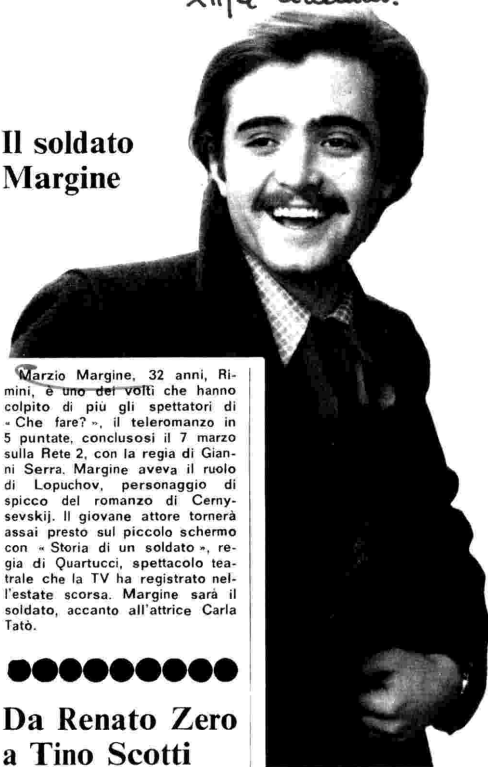 Il soldato
Margine
Marzio Margine, 32 anni, Ri-
mini, è uno dei volti che hanno
colpito di più gli spettatori di
« Che fare? », il teleromanzo in
5 puntate, conclusosi il 7 marzo
sulla Rete 2, con la regia di Gian-
ni Serra. Margine aveva il ruolo
di Lopuchov, personaggio di
spicco del romanzo di Cerny-
sevskij. Il giovane attore tornerà
assai presto sul piccolo schermo
con « Storia di un soldato », re-
gia di Quartucci, spettacolo tea-
trale che la TV ha registrato nel-
l'estate scorsa. Margine sarà il
soldato, accanto all'attrice Carla
Tatò.
Da Renato Zero
a Tino Scotti